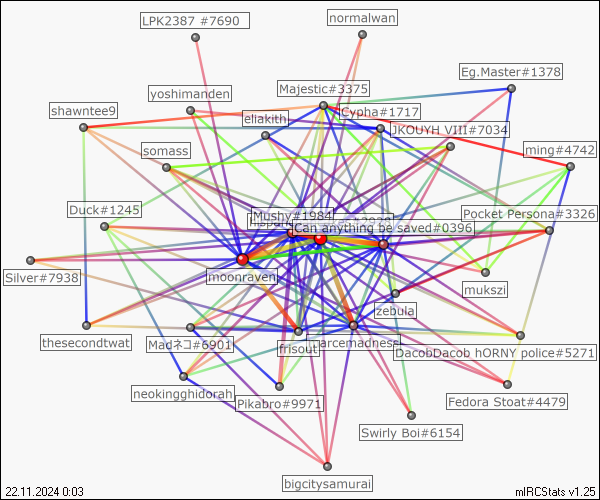 LPK2387 #7690
normalwan
Eg.Master#1378
Majestic#3375
yoshimanden
shawntee9
Cypha#1717
eliakith
JKOUYH VIII#7034
somass
ming#4742
Duck#1245
Mushy#1984
Pocket Persona#3326
Can anything be saved#0396
Silver#7938
moonraven
mukszi
zebula
thesecondtwat
Madネコ#6901
frisout
parcemadness
DacobDacob hORNY police#5271
neokingghidorah
Pikabro#9971
Fedora Stoat#4479
Swirly Boi#6154
bigcitysamurai
22.11.2024 0:03
mIRCStats v1.25